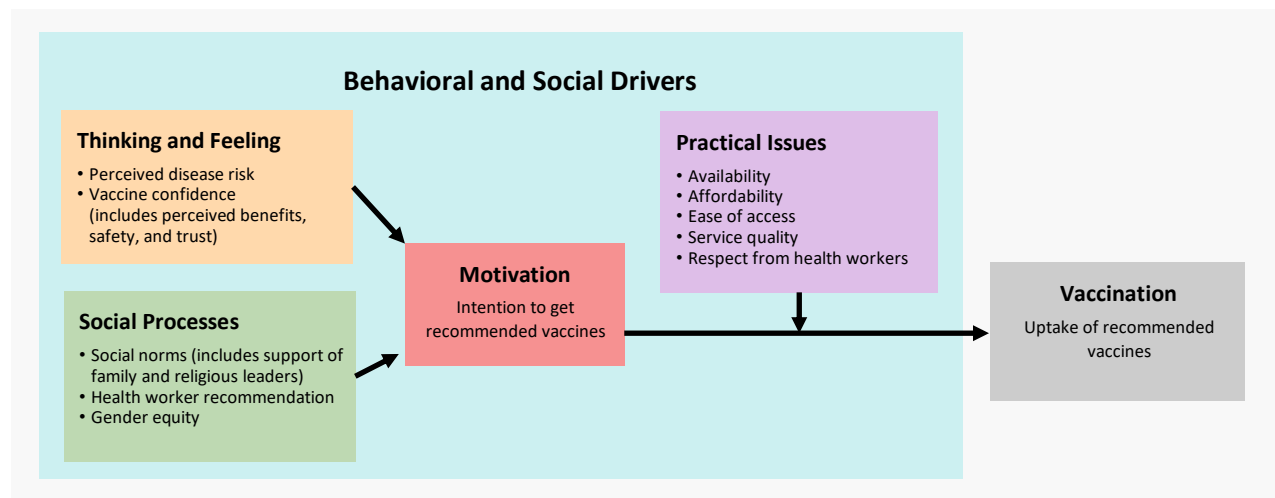 Behavioral and Social Drivers
Thinking and Feeling
• Perceived disease risk
• Vaccine confidence
(includes perceived benefits,
safety, and trust)
Social Processes
• Social norms (includes support of
family and religious leaders)
• Health worker recommendation
• Gender equity
Motivation
Intention to get
recommended vaccines
Practical Issues
• Availability
• Affordability
• Ease of access
• Service quality
• Respect from health workers
Vaccination
Uptake of recommended
vaccines